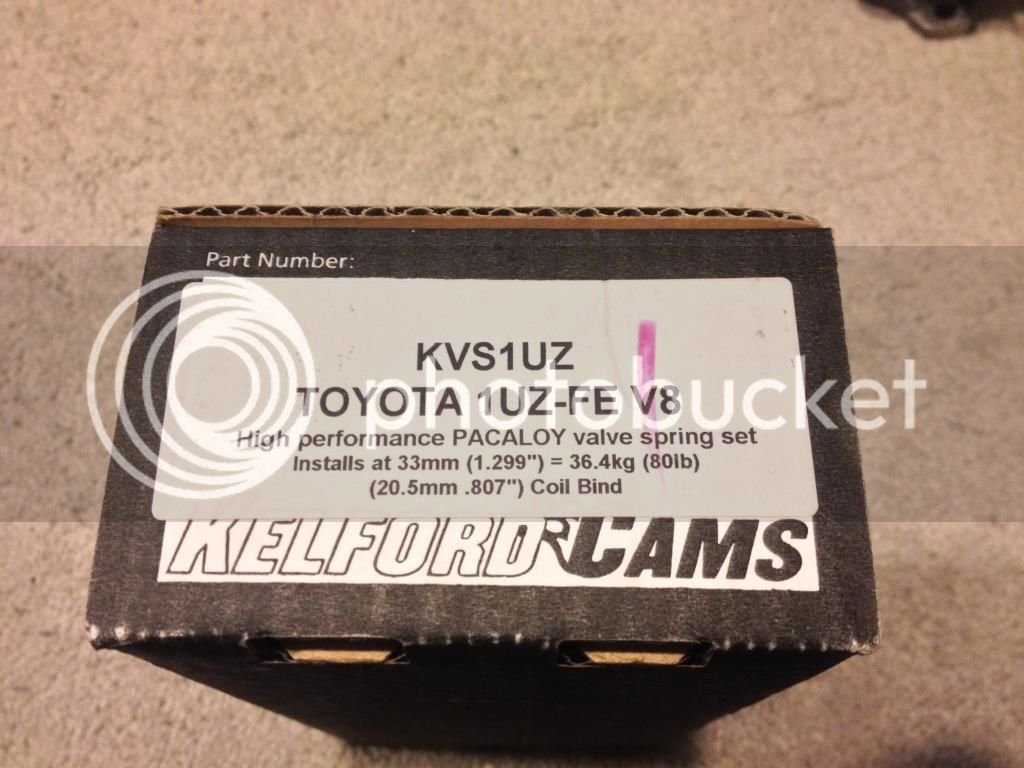 Part Number:
KVS1UZ
TOYOTA 1UZ-FE V8
High performance PACALOY valve spring set
Installs at 33mm (1.299") = 36.4kg (80lb)
(20.5mm .807") Coil Bind
KELFORD CAMS
photobucket